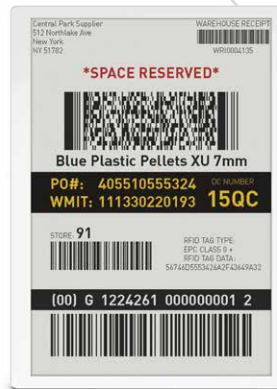 Central Park Supplier
512 Northlake Ave
New York
NY 51782
WAREHOUSE RECEIPT
WRI0004135
*SPACE RESERVED*
Blue Plastic Pellets XU 7mm
PO#: 405510555324
WMIT: 111330220193
DC NUMBER
15QC
STORE: 91
RFID TAG TYPE:
EPC CLASS 0 +
RFID TAG DATA:
56746D5553426A2F43649A32
(00) G 1224261 000000001 2